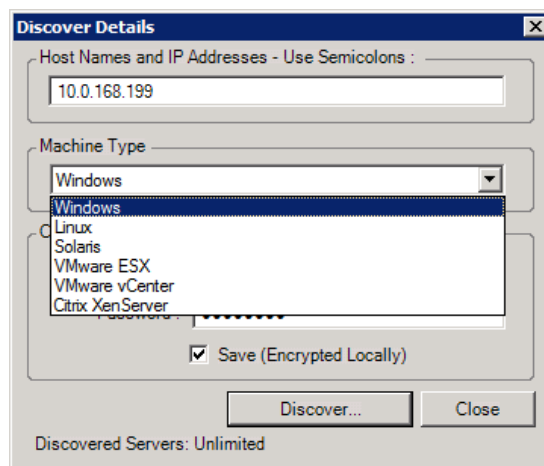 Discover Details
Host Names and IP Addresses - Use Semicolons :
10.0.168.199
Machine Type
Windows
Windows
Linux
Solaris
VMware ESX
VMware vCenter
Citrix XenServer
Password :
Save (Encrypted Locally)
Discover...
Close
Discovered Servers: Unlimited